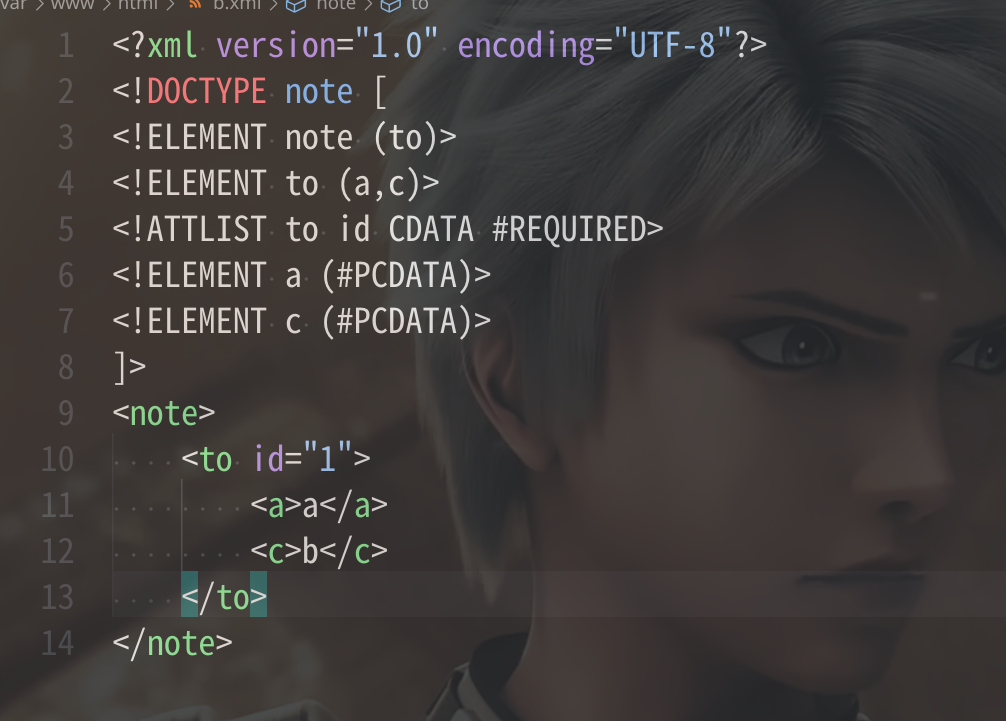 var > www > html > b.xml > note > to
1 <?xml version="1.0" encoding="UTF-8"?>
2 <!DOCTYPE note [
3 <!ELEMENT note (to)>
4 <!ELEMENT to (a,c)>
5 <!ATTLIST to id CDATA #REQUIRED>
6 <!ELEMENT a (#PCDATA)>
7 <!ELEMENT c (#PCDATA)>
8 ]>
9 <note>
10     <to id="1">
11         <a>a</a>
12         <c>b</c>
13     </to>
14 </note>